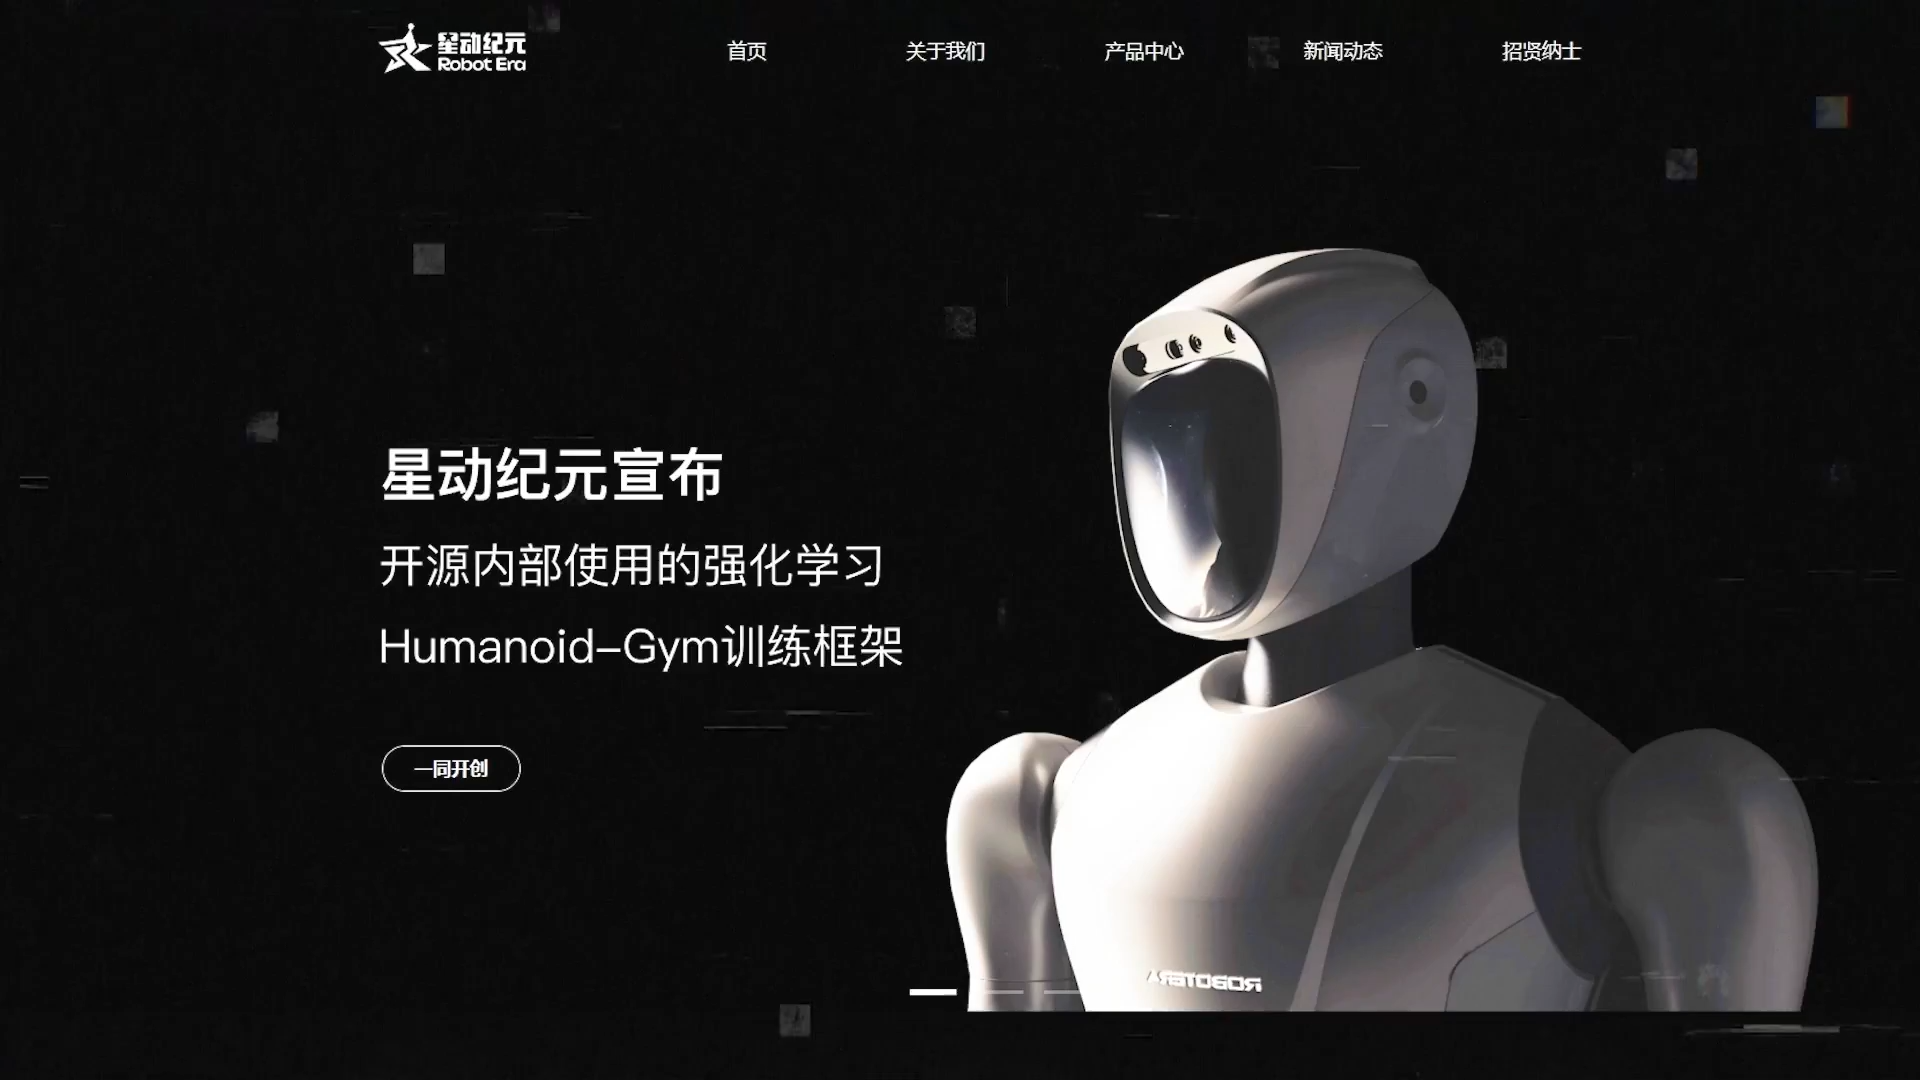 星动纪元
Robot Era
首页
关于我们
产品中心
新闻动态
招贤纳士
星动纪元宣布
开源内部使用的强化学习
Humanoid-Gym训练框架
一同开创
ROBOTERA